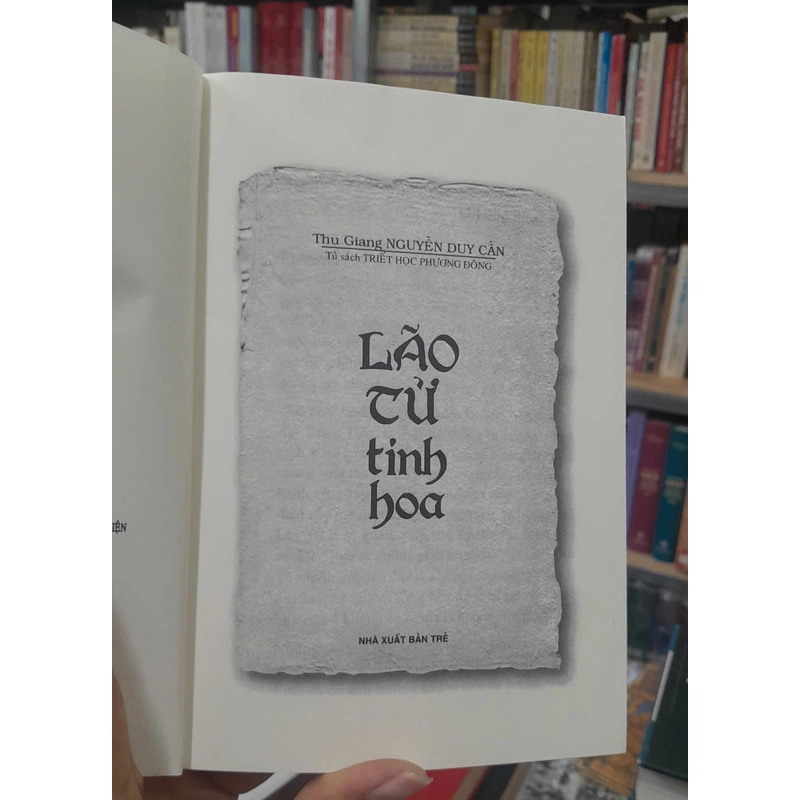 Thu Giang NGUYỄN DUY CẦN
Tủ sách TRIẾT HỌC PHƯƠNG ĐÔNG
LÃO
TỬ
tinh
hoa
NHÀ XUẤT BẢN TRẺ
IỆN